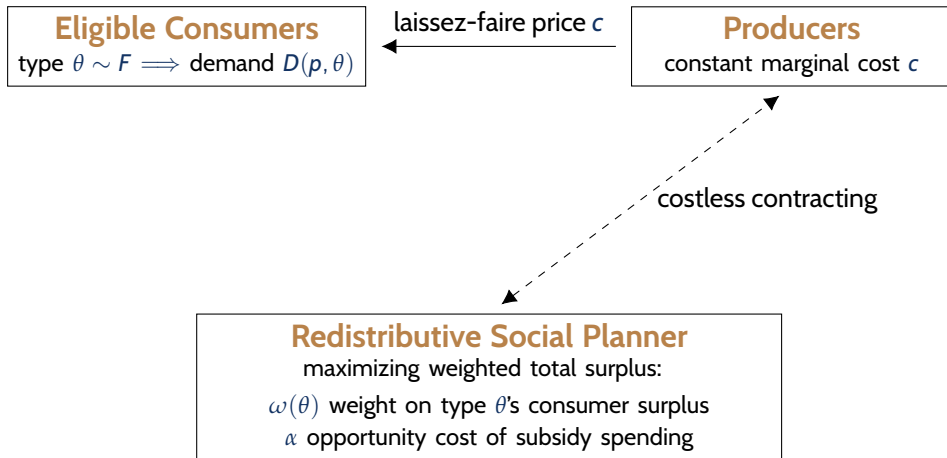 Eligible Consumers
type θ ∼ F ⟹ demand D(p, θ)
laissez-faire price c
Producers
constant marginal cost c
costless contracting
Redistributive Social Planner
maximizing weighted total surplus:
ω(θ) weight on type θ's consumer surplus
α opportunity cost of subsidy spending